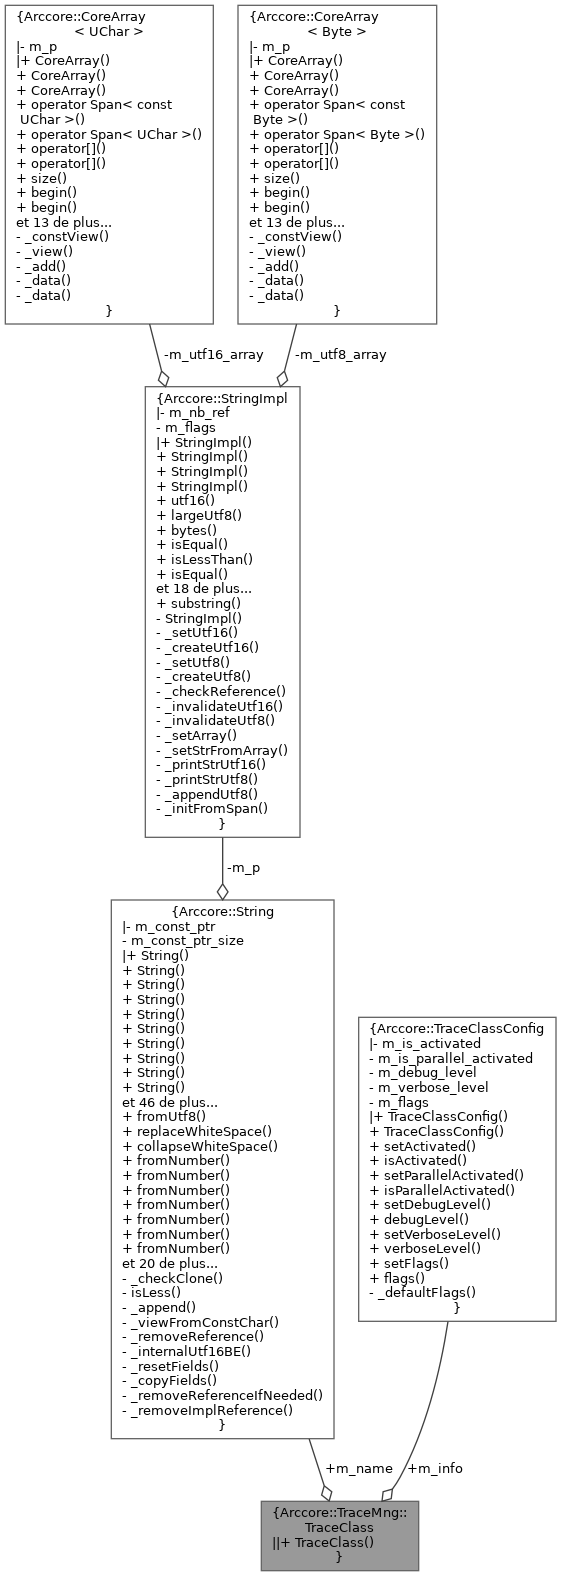 {Arccore::CoreArray
< UChar >
|- m_p
|+ CoreArray()
+ CoreArray()
+ CoreArray()
+ operator Span< const
UChar >()
+ operator Span< UChar >()
+ operator[]()
+ operator[]()
+ size()
+ begin()
+ begin()
et 13 de plus...
- _constView()
- _view()
- _add()
- _data()
- _data()
}
{Arccore::CoreArray
< Byte >
|- m_p
|+ CoreArray()
+ CoreArray()
+ CoreArray()
+ operator Span< const
Byte >()
+ operator Span< Byte >()
+ operator[]()
+ operator[]()
+ size()
+ begin()
+ begin()
et 13 de plus...
- _constView()
- _view()
- _add()
- _data()
- _data()
}
-m_utf16_array
-m_utf8_array
{Arccore::StringImpl
|- m_nb_ref
- m_flags
|+ StringImpl()
+ StringImpl()
+ StringImpl()
+ StringImpl()
+ utf16()
+ largeUtf8()
+ bytes()
+ isEqual()
+ isLessThan()
+ isEqual()
et 18 de plus...
+ substring()
- StringImpl()
- _setUtf16()
- _createUtf16()
- _setUtf8()
- _createUtf8()
- _checkReference()
- _invalidateUtf16()
- _invalidateUtf8()
- _setArray()
- _setStrFromArray()
- _printStrUtf16()
- _printStrUtf8()
- _appendUtf8()
- _initFromSpan()
}
-m_p
{Arccore::String
|- m_const_ptr
- m_const_ptr_size
|+ String()
+ String()
+ String()
+ String()
+ String()
+ String()
+ String()
+ String()
+ String()
+ String()
et 46 de plus...
+ fromUtf8()
+ replaceWhiteSpace()
+ collapseWhiteSpace()
+ fromNumber()
+ fromNumber()
+ fromNumber()
+ fromNumber()
+ fromNumber()
+ fromNumber()
+ fromNumber()
et 20 de plus...
- _checkClone()
- isLess()
- _append()
- _viewFromConstChar()
- _removeReference()
- _internalUtf16BE()
- _resetFields()
- _copyFields()
- _removeReferenceIfNeeded()
- _removeImplReference()
}
{Arccore::TraceClassConfig
|- m_is_activated
- m_is_parallel_activated
- m_debug_level
- m_verbose_level
- m_flags
|+ TraceClassConfig()
+ TraceClassConfig()
+ setActivated()
+ isActivated()
+ setParallelActivated()
+ isParallelActivated()
+ setDebugLevel()
+ debugLevel()
+ setVerboseLevel()
+ verboseLevel()
+ setFlags()
+ flags()
- _defaultFlags()
}
+m_name
+m_info
{Arccore::TraceMng::
TraceClass
||+ TraceClass()
}